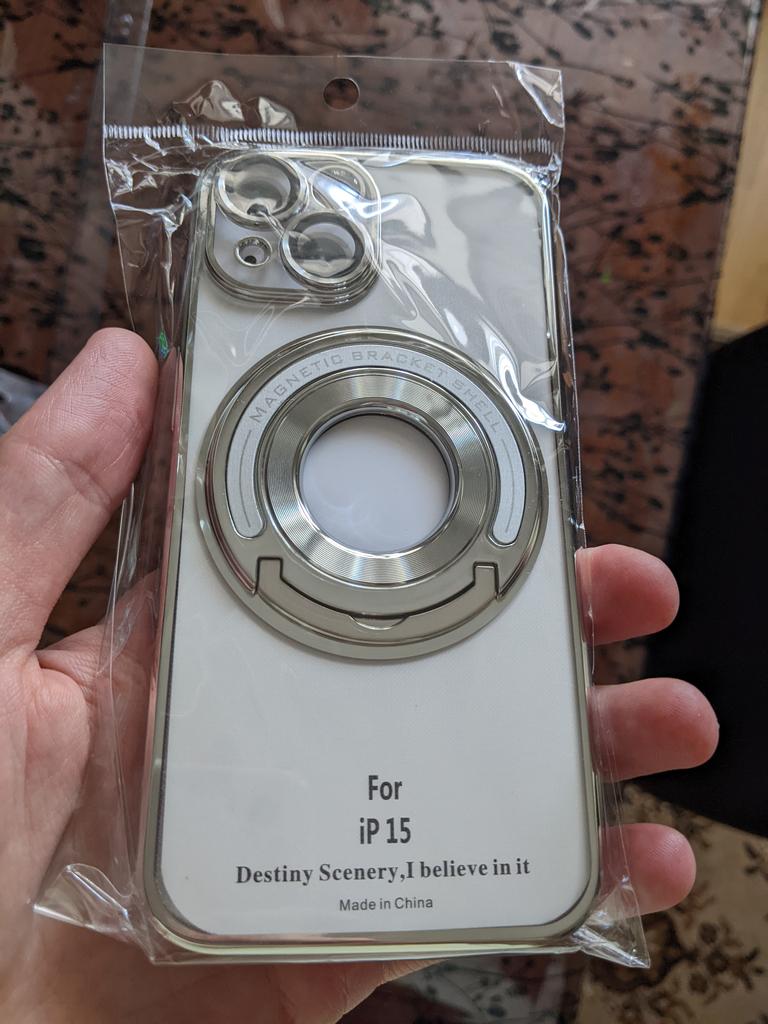 MAGNETIC BRACKET SHELL
For
iP 15
Destiny Scenery,I believe in it
Made in China